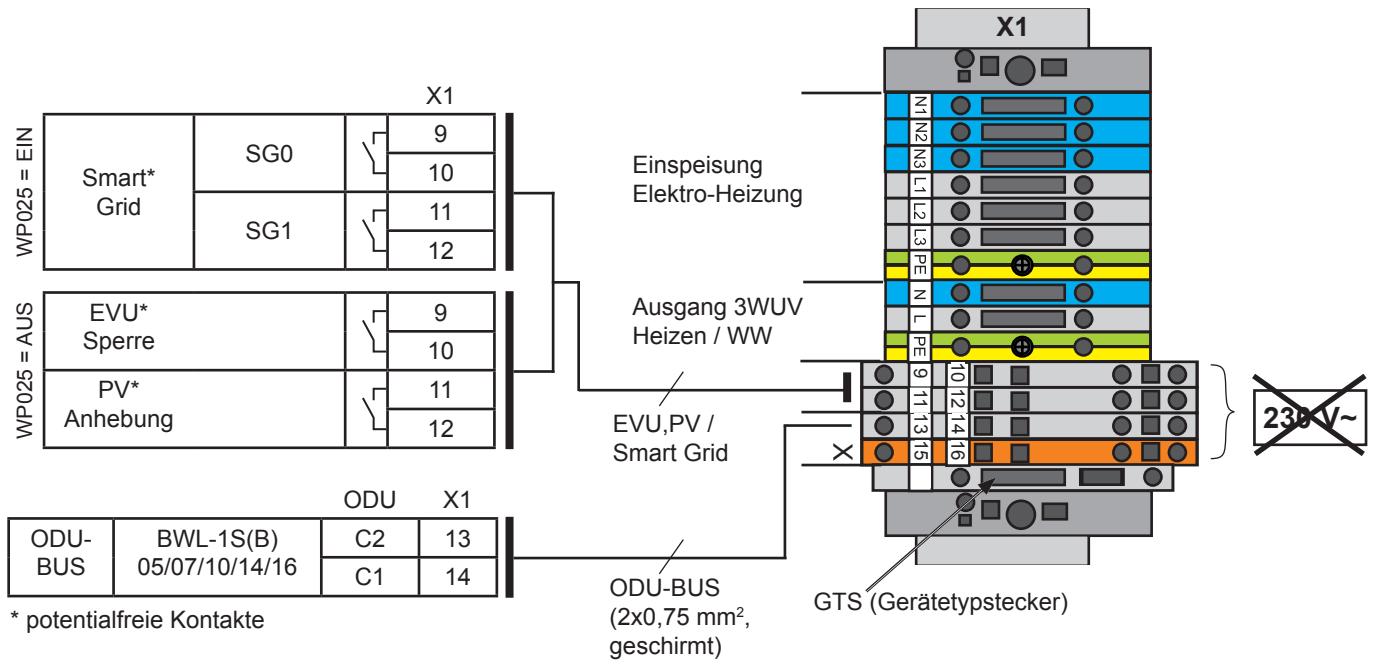 X1
WP025 = EIN
Smart*
Grid
SG0
SG1
X1
9
10
11
12
WP025 = AUS
EVU*
Sperre
PV*
Anhebung
9
10
11
12
ODU X1
ODU-
BUS
BWL-1S(B)
05/07/10/14/16
C2 13
C1 14
* potentialfreie Kontakte
Einspeisung
Elektro-Heizung
Ausgang 3WUV
Heizen / WW
EVU,PV /
Smart Grid
ODU-BUS
(2x0,75 mm²,
geschirmt)
N1
N2
N3
L1
L2
L3
PE
N
L
PE
9 10
11 12
13 14
X 15 16
230 V~
GTS (Gerätetypstecker)